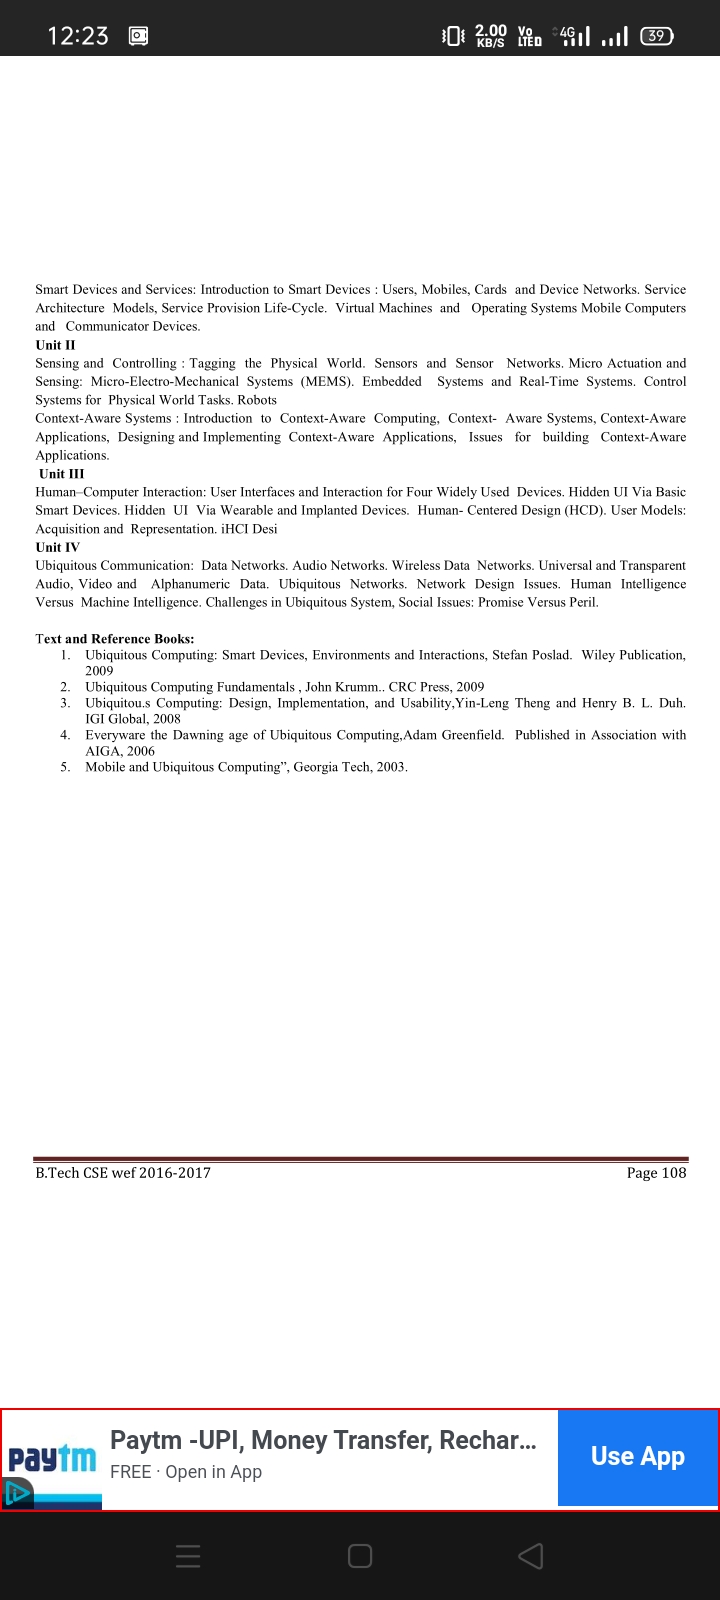 12:23
2.00 KB/S Vo LTED 4G 39
Smart Devices and Services: Introduction to Smart Devices : Users, Mobiles, Cards and Device Networks. Service
Architecture Models, Service Provision Life-Cycle. Virtual Machines and Operating Systems Mobile Computers
and Communicator Devices.
Unit II
Sensing and Controlling : Tagging the Physical World. Sensors and Sensor Networks. Micro Actuation and
Sensing: Micro-Electro-Mechanical Systems (MEMS). Embedded Systems and Real-Time Systems. Control
Systems for Physical World Tasks. Robots
Context-Aware Systems : Introduction to Context-Aware Computing, Context- Aware Systems, Context-Aware
Applications, Designing and Implementing Context-Aware Applications, Issues for building Context-Aware
Applications.
Unit III
Human–Computer Interaction: User Interfaces and Interaction for Four Widely Used Devices. Hidden UI Via Basic
Smart Devices. Hidden UI Via Wearable and Implanted Devices. Human- Centered Design (HCD). User Models:
Acquisition and Representation. iHCI Desi
Unit IV
Ubiquitous Communication: Data Networks. Audio Networks. Wireless Data Networks. Universal and Transparent
Audio, Video and Alphanumeric Data. Ubiquitous Networks. Network Design Issues. Human Intelligence
Versus Machine Intelligence. Challenges in Ubiquitous System, Social Issues: Promise Versus Peril.
Text and Reference Books:
1. Ubiquitous Computing: Smart Devices, Environments and Interactions, Stefan Poslad. Wiley Publication,
2009
2. Ubiquitous Computing Fundamentals , John Krumm.. CRC Press, 2009
3. Ubiquitou.s Computing: Design, Implementation, and Usability,Yin-Leng Theng and Henry B. L. Duh.
IGI Global, 2008
4. Everyware the Dawning age of Ubiquitous Computing,Adam Greenfield. Published in Association with
AIGA, 2006
5. Mobile and Ubiquitous Computing”, Georgia Tech, 2003.
B.Tech CSE wef 2016-2017 Page 108
paytm
Paytm -UPI, Money Transfer, Rechar...
FREE · Open in App
Use App